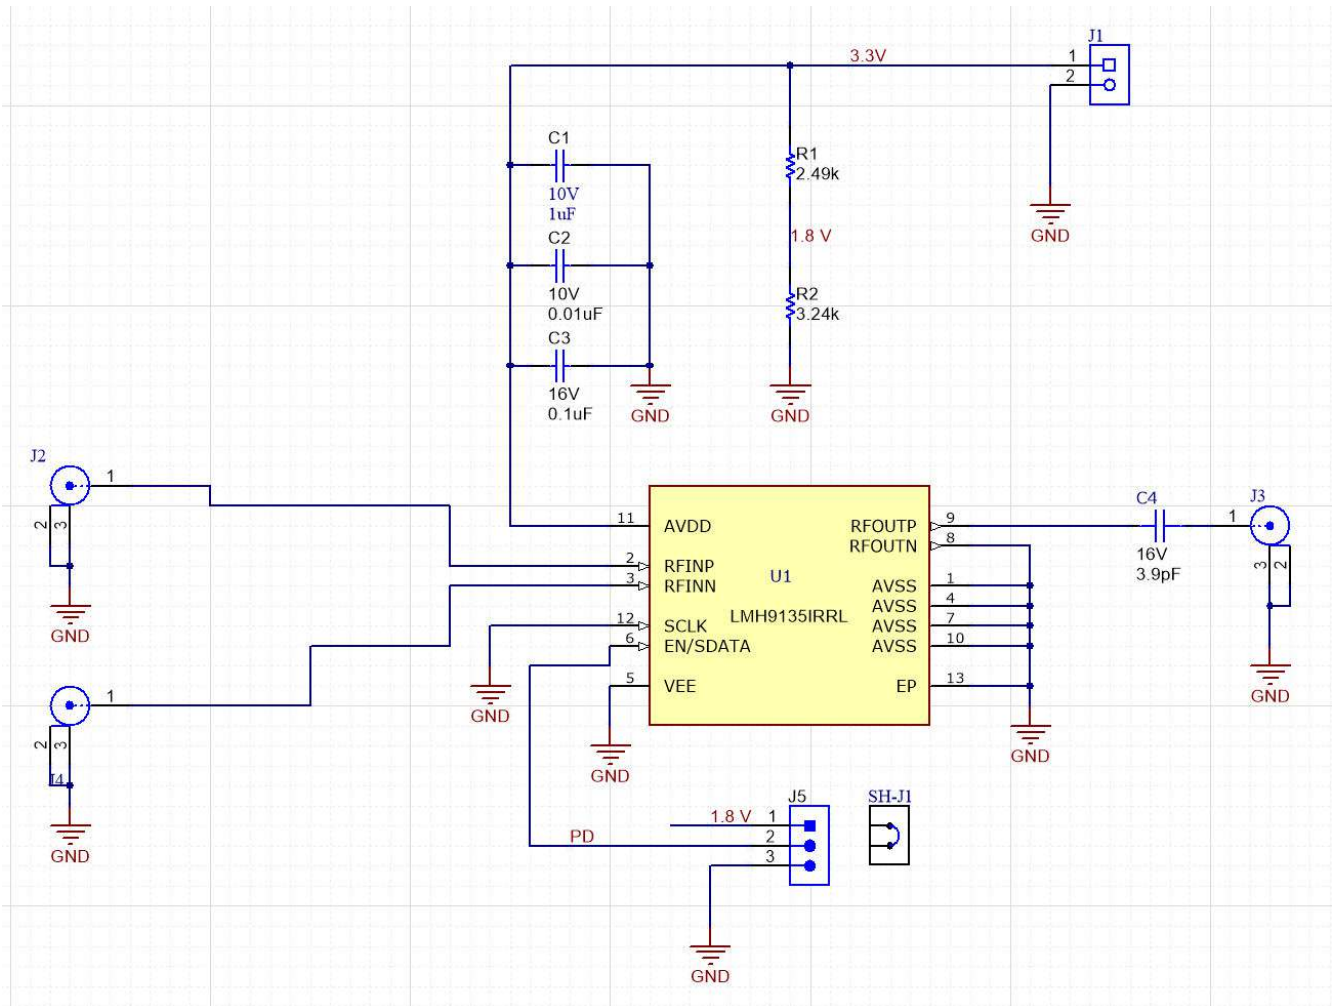 J1
3.3V
1
2
C1
10V
1uF
R1
2.49k
GND
1.8 V
C2
10V
0.01uF
R2
3.24k
C3
16V
0.1uF
GND
GND
J2
1
2
3
GND
11
AVDD
2
RFINP
3
RFINN
12
SCLK
6
EN/SDATA
5
VEE
U1
LMH9135IRRL
RFOUTP
9
RFOUTN
8
AVSS
1
AVSS
4
AVSS
7
AVSS
10
EP
13
C4
16V
3.9pF
J3
1
3
2
GND
1
2
3
J4
GND
GND
GND
GND
J5
1.8 V
1
PD
2
3
SH-J1
GND